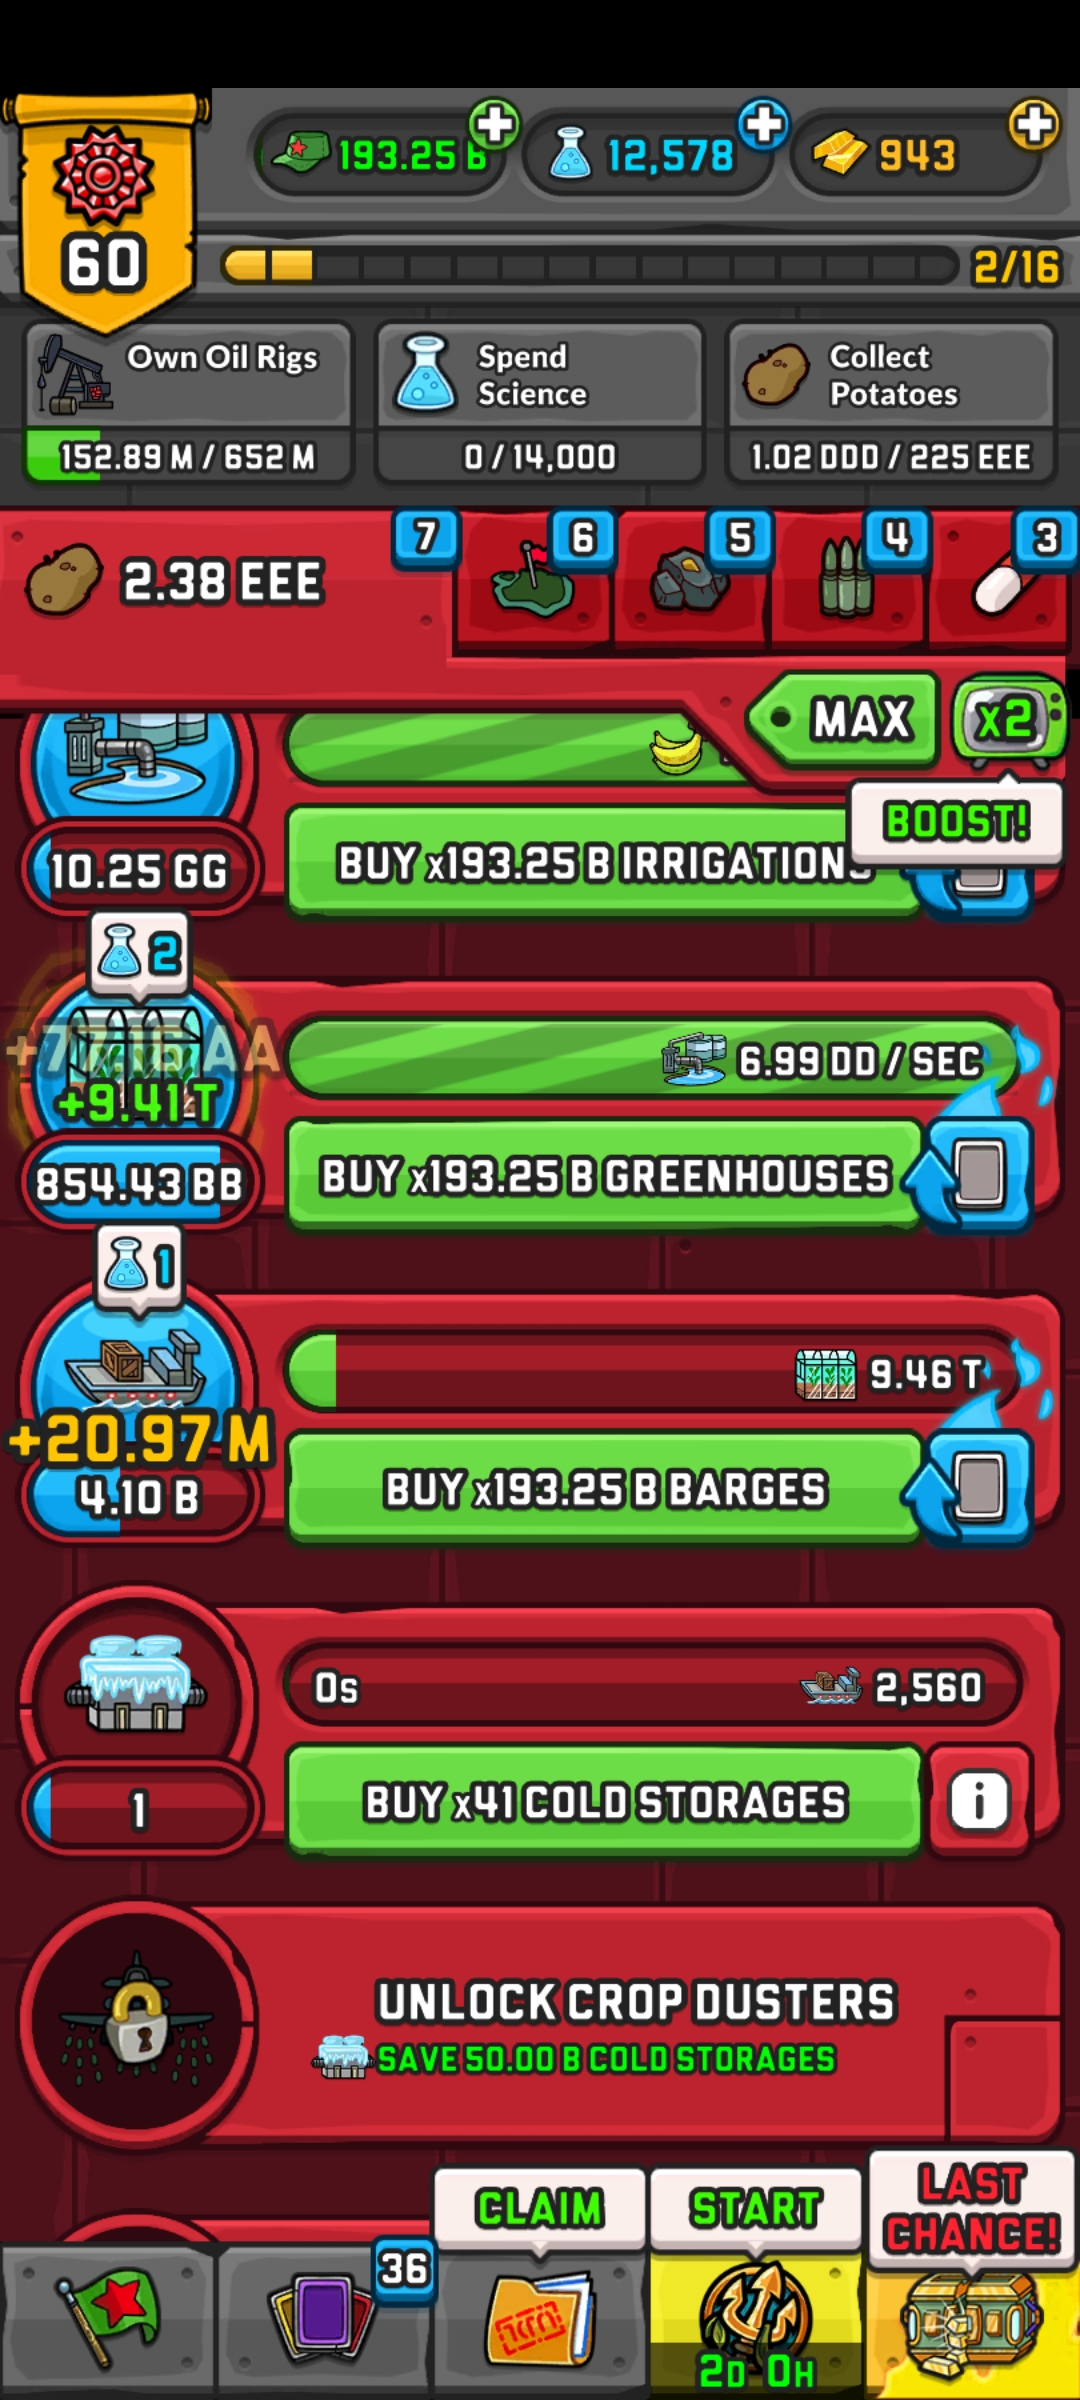 193.25 B
12,578
943
60
2/16
Own Oil Rigs
152.89 M / 652 M
Spend
Science
0 / 14,000
Collect
Potatoes
1.02 DDD / 225 EEE
2.38 EEE
7
6
5
4
3
MAX
x2
BOOST!
10.25 GG
BUY x193.25 B IRRIGATIONS
2
+77.16 AA
+9.41 T
854.43 BB
6.99 DD / SEC
BUY x193.25 B GREENHOUSES
1
+20.97 M
4.10 B
9.46 T
BUY x193.25 B BARGES
0s
2,560
1
BUY x41 COLD STORAGES
i
UNLOCK CROP DUSTERS
SAVE 50.00 B COLD STORAGES
CLAIM
START
LAST
CHANCE!
36
2D 0H